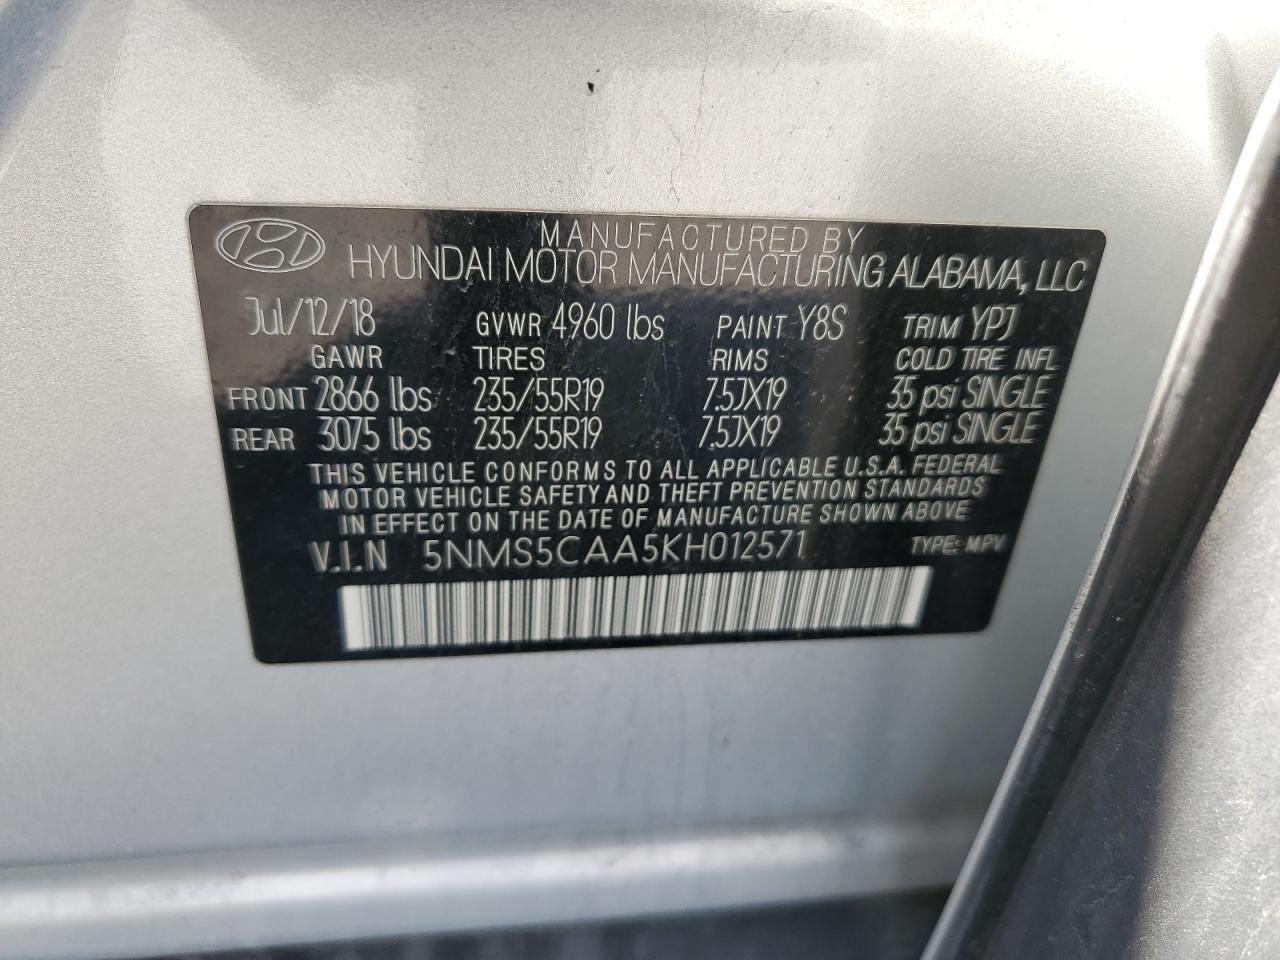 MANUFACTURED BY
HYUNDAI MOTOR MANUFACTURING ALABAMA, LLC
Jul/12/18 GVWR 4960 lbs PAINT Y8S TRIM YPJ
GAWR TIRES RIMS COLD TIRE INFL
FRONT 2866 lbs 235/55R19 7.5JX19 35 psi SINGLE
REAR 3075 lbs 235/55R19 7.5JX19 35 psi SINGLE
THIS VEHICLE CONFORMS TO ALL APPLICABLE U.S.A. FEDERAL
MOTOR VEHICLE SAFETY AND THEFT PREVENTION STANDARDS
IN EFFECT ON THE DATE OF MANUFACTURE SHOWN ABOVE
V.I.N 5NMS5CAA5KH012571 TYPE: M.P.V